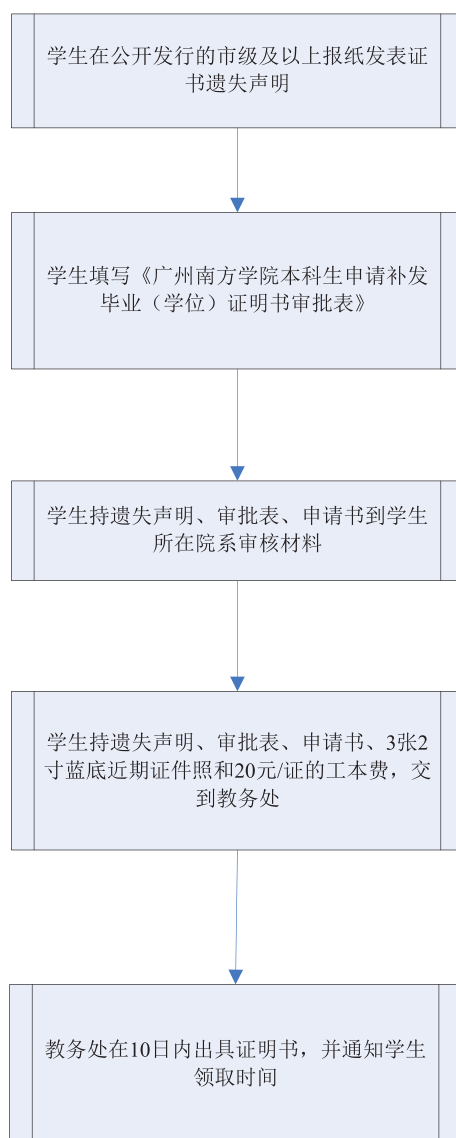 学生在公开发行的市级及以上报纸发表证
书遗失声明
学生填写《广州南方学院本科生申请补发
毕业（学位）证明书审批表》
学生持遗失声明、审批表、申请书到学生
所在院系审核材料
学生持遗失声明、审批表、申请书、3张2
寸蓝底近期证件照和20元/证的工本费，交
到教务处
教务处在10日内出具证明书，并通知学生
领取时间